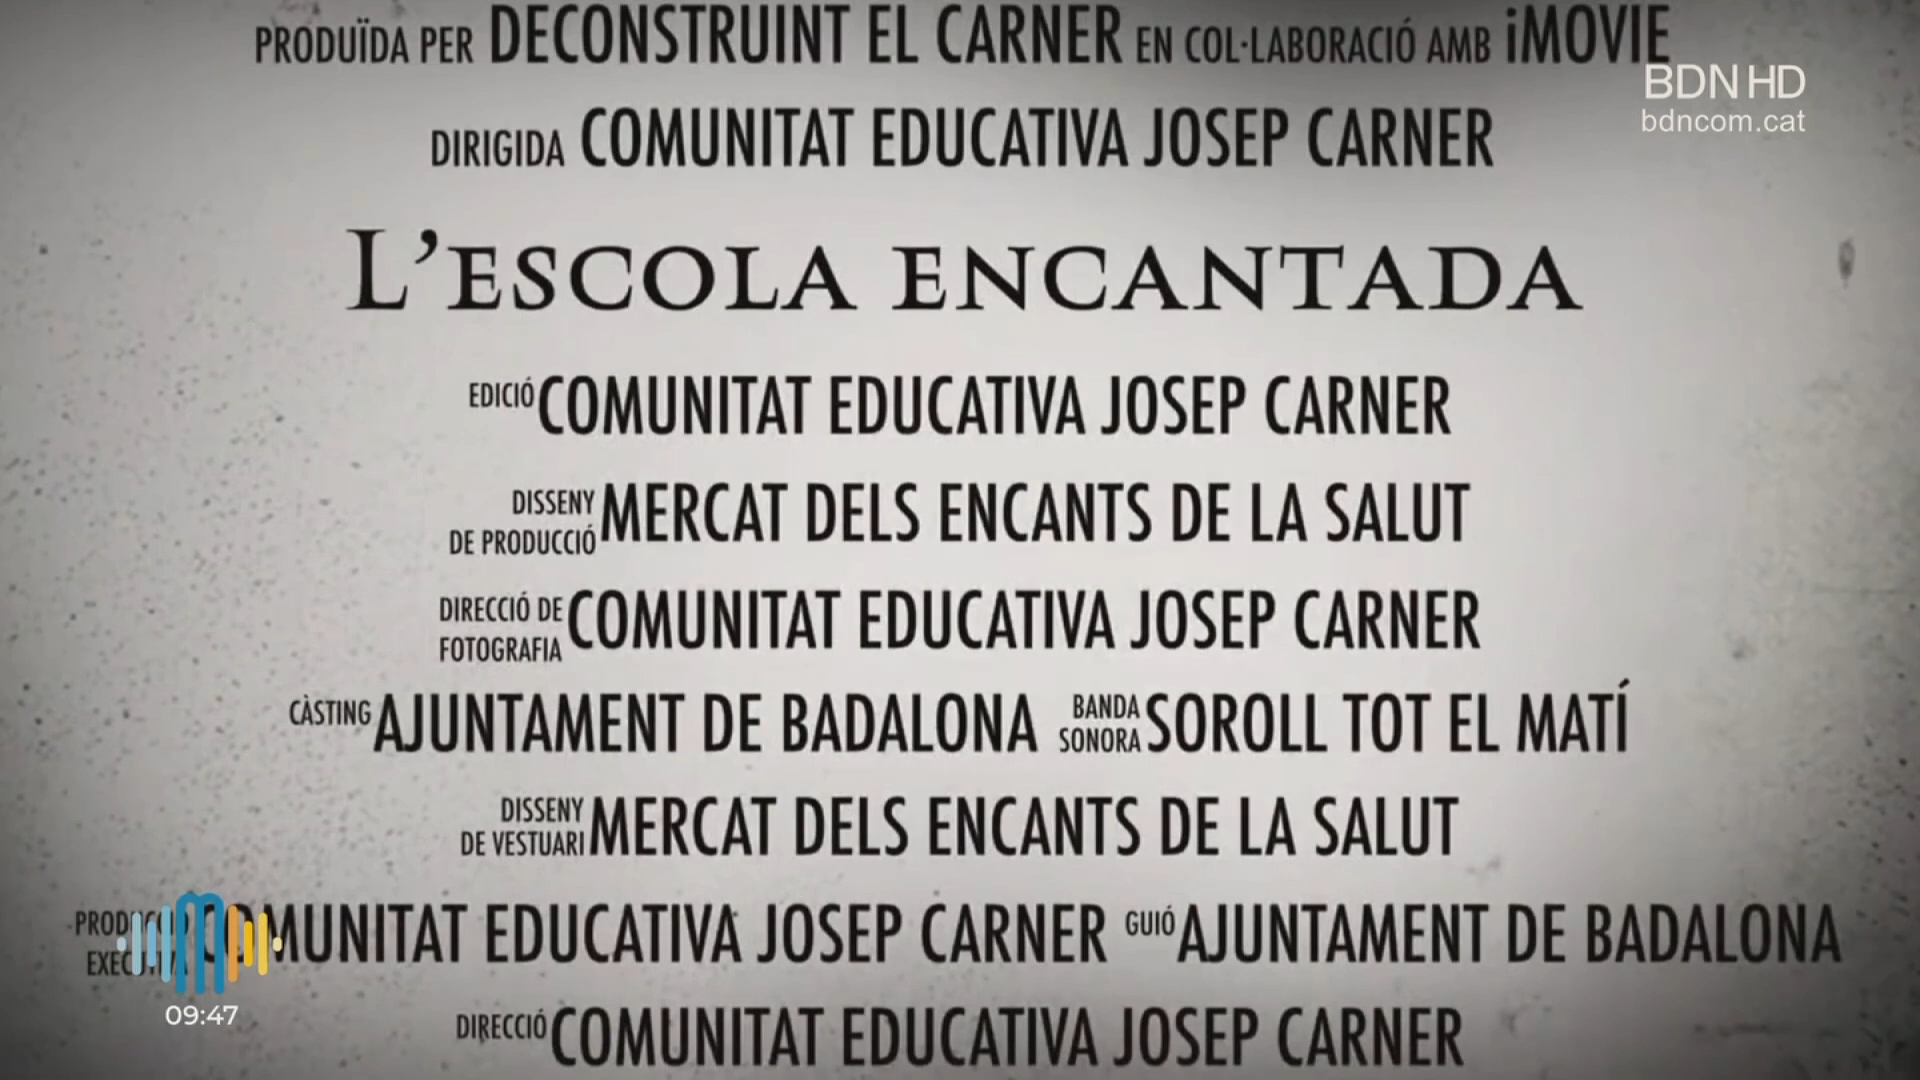 PRODUÏDA PER DECONSTRUINT EL CARNER EN COL·LABORACIÓ AMB iMOVIE
BDN HD
bdncom.cat
DIRIGIDA COMUNITAT EDUCATIVA JOSEP CARNER
L'ESCOLA ENCANTADA
EDICIÓ COMUNITAT EDUCATIVA JOSEP CARNER
DISSENY DE PRODUCCIÓ MERCAT DELS ENCANTS DE LA SALUT
DIRECCIÓ DE FOTOGRAFIA COMUNITAT EDUCATIVA JOSEP CARNER
CÀSTING AJUNTAMENT DE BADALONA BANDA SONORA SOROLL TOT EL MATÍ
DISSENY DE VESTUARI MERCAT DELS ENCANTS DE LA SALUT
PRODUCCIÓ EXECUTIVA COMUNITAT EDUCATIVA JOSEP CARNER GUIÓ AJUNTAMENT DE BADALONA
09:47
DIRECCIÓ COMUNITAT EDUCATIVA JOSEP CARNER